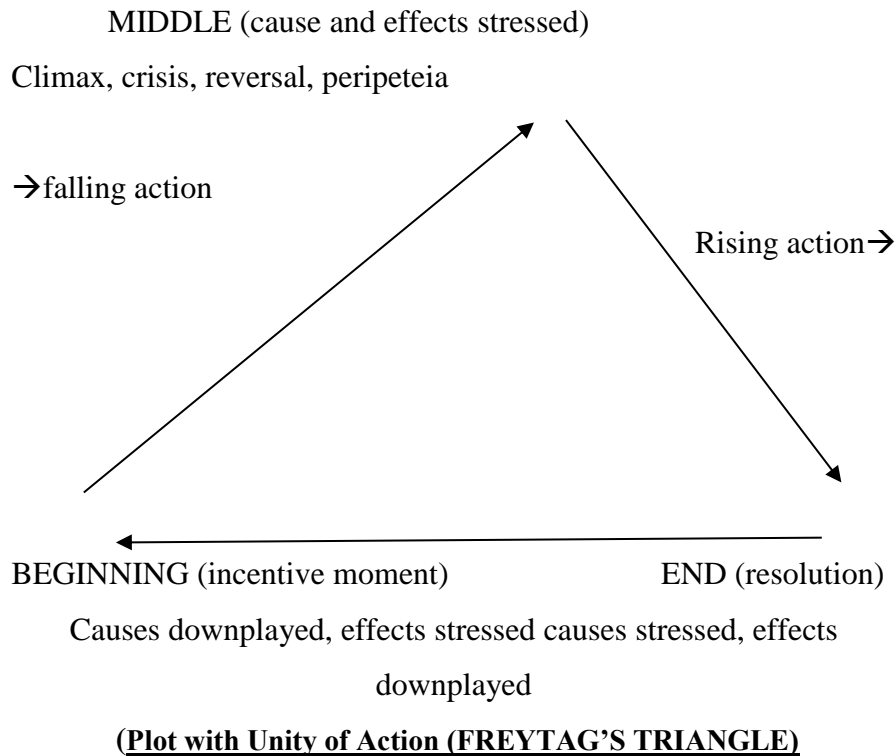 MIDDLE (cause and effects stressed)
Climax, crisis, reversal, peripeteia
→falling action
Rising action→
BEGINNING (incentive moment) END (resolution)
Causes downplayed, effects stressed causes stressed, effects
downplayed
(Plot with Unity of Action (FREYTAG’S TRIANGLE)